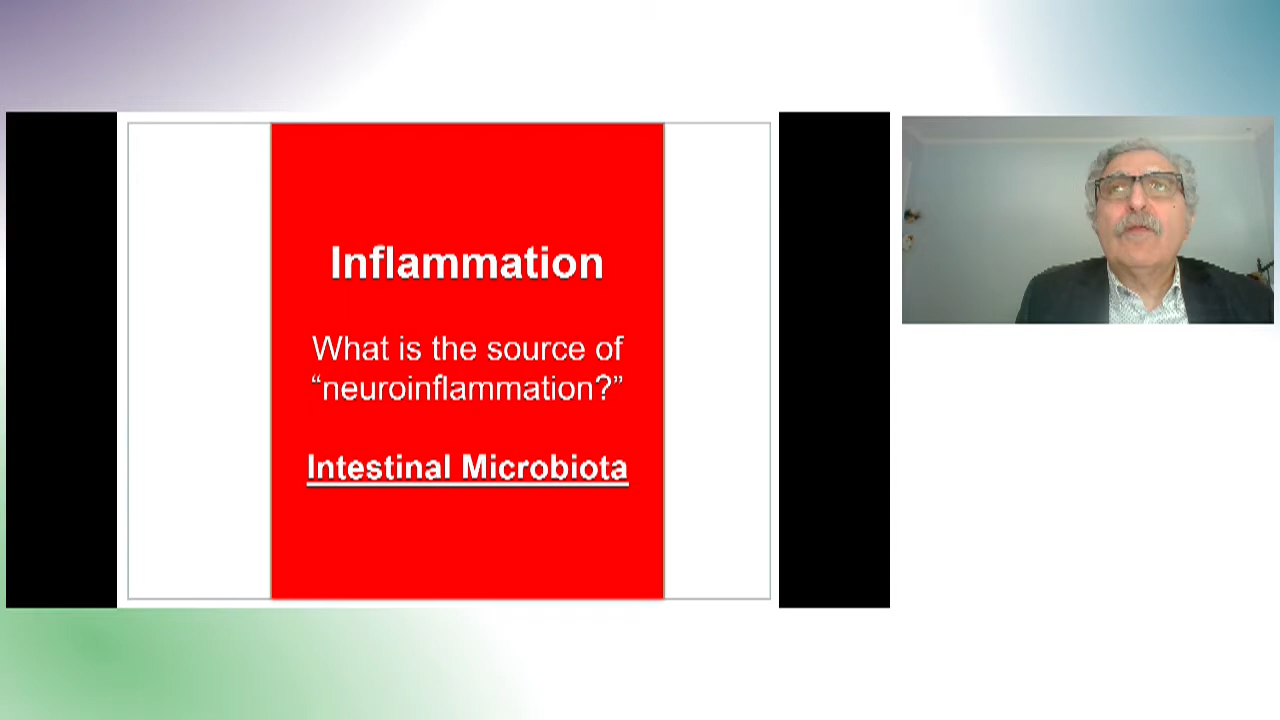 Inflammation
What is the source of
“neuroinflammation?”
Intestinal Microbiota